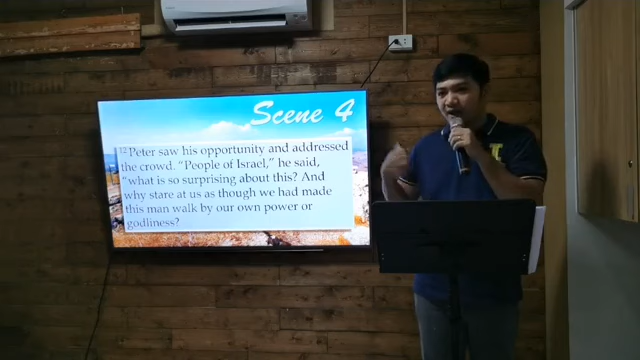 Scene 4
12 Peter saw his opportunity and addressed
the crowd. “People of Israel,” he said,
“what is so surprising about this? And
why stare at us as though we had made
this man walk by our own power or
godliness?